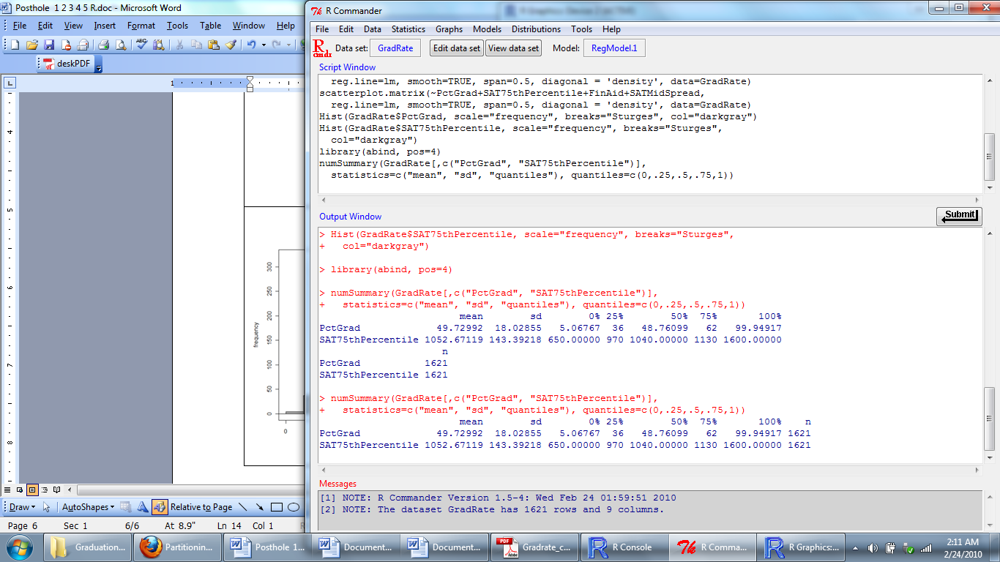 Posthole  1 2 3 4 5 R.doc - Microsoft Word
File Edit View Insert Format Tools Table Window Help
deskPDF
1
4
5
6
7
8
300
250
200
150
100
50
0
frequency
0
Draw AutoShapes Relative to Page
Page 6 Sec 1 6/6 At 8.9" Ln 14 Col 1
R Commander
File Edit Data Statistics Graphs Models Distributions Tools Help
R cmdr Data set: GradRate Edit data set View data set Model: RegModel.1
Script Window
  reg.line=lm, smooth=TRUE, span=0.5, diagonal = 'density', data=GradRate)
scatterplot.matrix(~PctGrad+SAT75thPercentile+FinAid+SATMidSpread,
  reg.line=lm, smooth=TRUE, span=0.5, diagonal = 'density', data=GradRate)
Hist(GradRate$PctGrad, scale="frequency", breaks="Sturges", col="darkgray")
Hist(GradRate$SAT75thPercentile, scale="frequency", breaks="Sturges",
  col="darkgray")
library(abind, pos=4)
numSummary(GradRate[,c("PctGrad", "SAT75thPercentile")],
  statistics=c("mean", "sd", "quantiles"), quantiles=c(0,.25,.5,.75,1))
Output Window
Submit
> Hist(GradRate$SAT75thPercentile, scale="frequency", breaks="Sturges",
+   col="darkgray")
> library(abind, pos=4)
> numSummary(GradRate[,c("PctGrad", "SAT75thPercentile")],
+   statistics=c("mean", "sd", "quantiles"), quantiles=c(0,.25,.5,.75,1))
                        mean        sd        0% 25%        50%  75%       100%
PctGrad             49.72992  18.02855   5.06767  36   48.76099   62   99.94917
SAT75thPercentile 1052.67119 143.39218 650.00000 970 1040.00000 1130 1600.00000
                     n
PctGrad           1621
SAT75thPercentile 1621
> numSummary(GradRate[,c("PctGrad", "SAT75thPercentile")],
+   statistics=c("mean", "sd", "quantiles"), quantiles=c(0,.25,.5,.75,1))
                        mean        sd        0% 25%        50%  75%       100%    n
PctGrad             49.72992  18.02855   5.06767  36   48.76099   62   99.94917 1621
SAT75thPercentile 1052.67119 143.39218 650.00000 970 1040.00000 1130 1600.00000 1621
Messages
[1] NOTE: R Commander Version 1.5-4: Wed Feb 24 01:59:51 2010
[2] NOTE: The dataset GradRate has 1621 rows and 9 columns.
Graduation... Partitionin... Posthole  1... Document... Document... Gradrate_c... R Console R Comma... R Graphics:...
2:11 AM
2/24/2010